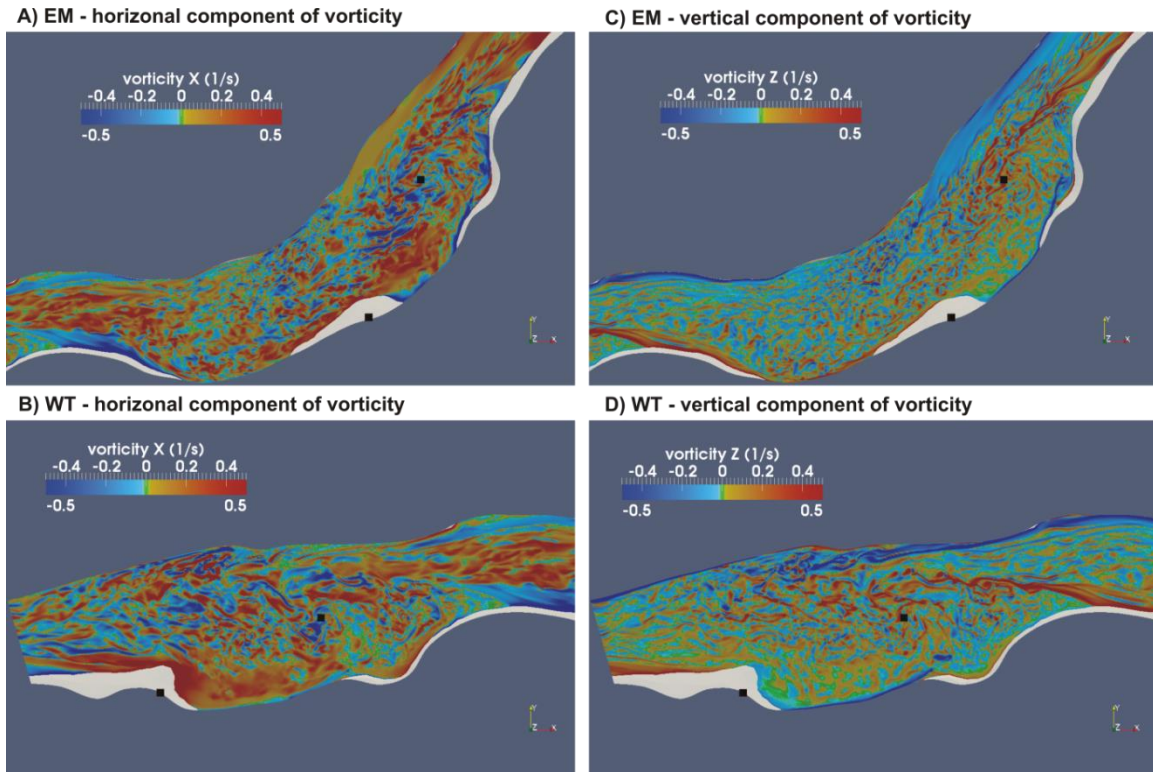 A) EM - horizonal component of vorticity
vorticity X (1/s)
-0.4 -0.2 0 0.2 0.4
-0.5 0.5
Y
Z X
C) EM - vertical component of vorticity
vorticity Z (1/s)
-0.4 -0.2 0 0.2 0.4
-0.5 0.5
Y
Z X
B) WT - horizonal component of vorticity
vorticity X (1/s)
-0.4 -0.2 0 0.2 0.4
-0.5 0.5
Y
Z X
D) WT - vertical component of vorticity
vorticity Z (1/s)
-0.4 -0.2 0 0.2 0.4
-0.5 0.5
Y
Z X